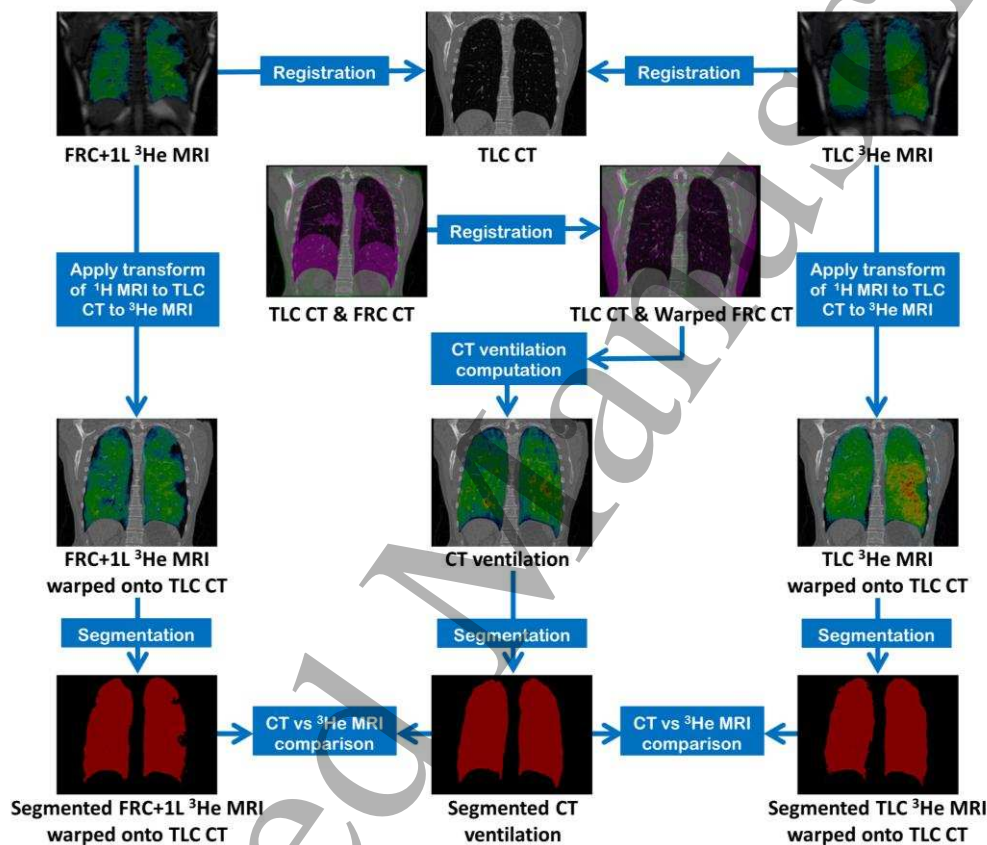 Registration
Registration
FRC+1L ³He MRI
TLC CT
TLC ³He MRI
Registration
Apply transform
of ¹H MRI to TLC
CT to ³He MRI
Apply transform
of ¹H MRI to TLC
CT to ³He MRI
TLC CT & FRC CT
TLC CT & Warped FRC CT
CT ventilation
computation
FRC+1L ³He MRI
warped onto TLC CT
CT ventilation
TLC ³He MRI
warped onto TLC CT
Segmentation
Segmentation
Segmentation
CT vs ³He MRI
comparison
CT vs ³He MRI
comparison
Segmented FRC+1L ³He MRI
warped onto TLC CT
Segmented CT
ventilation
Segmented TLC ³He MRI
warped onto TLC CT